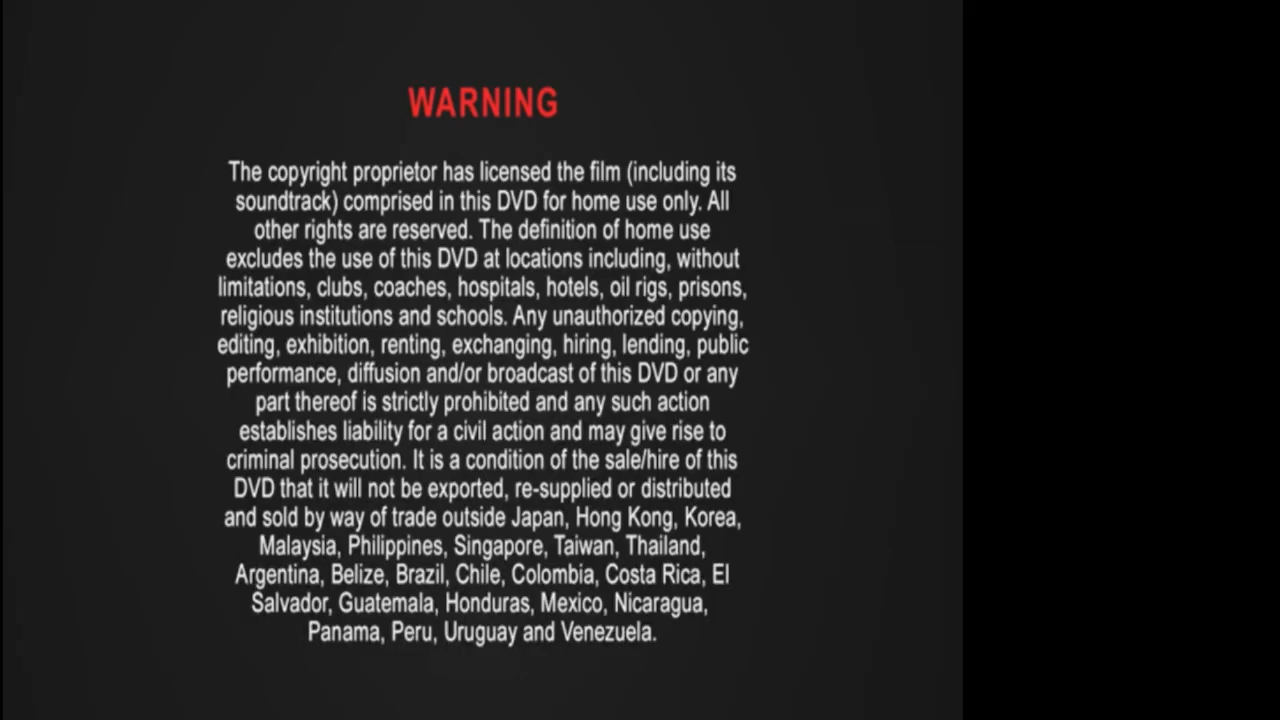 WARNING
The copyright proprietor has licensed the film (including its
soundtrack) comprised in this DVD for home use only. All
other rights are reserved. The definition of home use
excludes the use of this DVD at locations including, without
limitations, clubs, coaches, hospitals, hotels, oil rigs, prisons,
religious institutions and schools. Any unauthorized copying,
editing, exhibition, renting, exchanging, hiring, lending, public
performance, diffusion and/or broadcast of this DVD or any
part thereof is strictly prohibited and any such action
establishes liability for a civil action and may give rise to
criminal prosecution. It is a condition of the sale/hire of this
DVD that it will not be exported, re-supplied or distributed
and sold by way of trade outside Japan, Hong Kong, Korea,
Malaysia, Philippines, Singapore, Taiwan, Thailand,
Argentina, Belize, Brazil, Chile, Colombia, Costa Rica, El
Salvador, Guatemala, Honduras, Mexico, Nicaragua,
Panama, Peru, Uruguay and Venezuela.